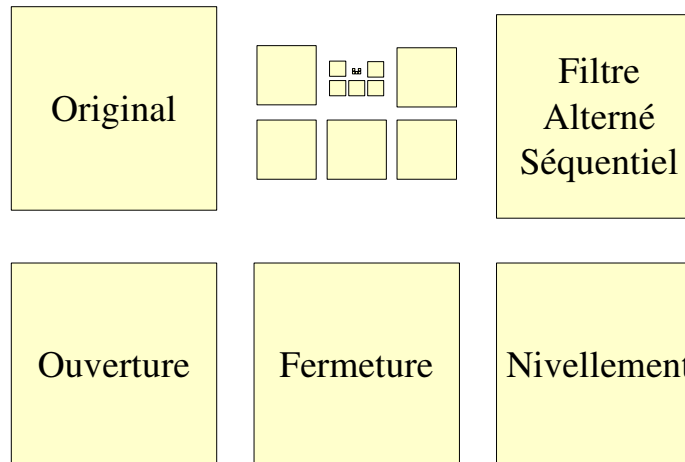 Original
Filtre
Alterné
Séquentiel
Ouverture
Fermeture
Nivellement